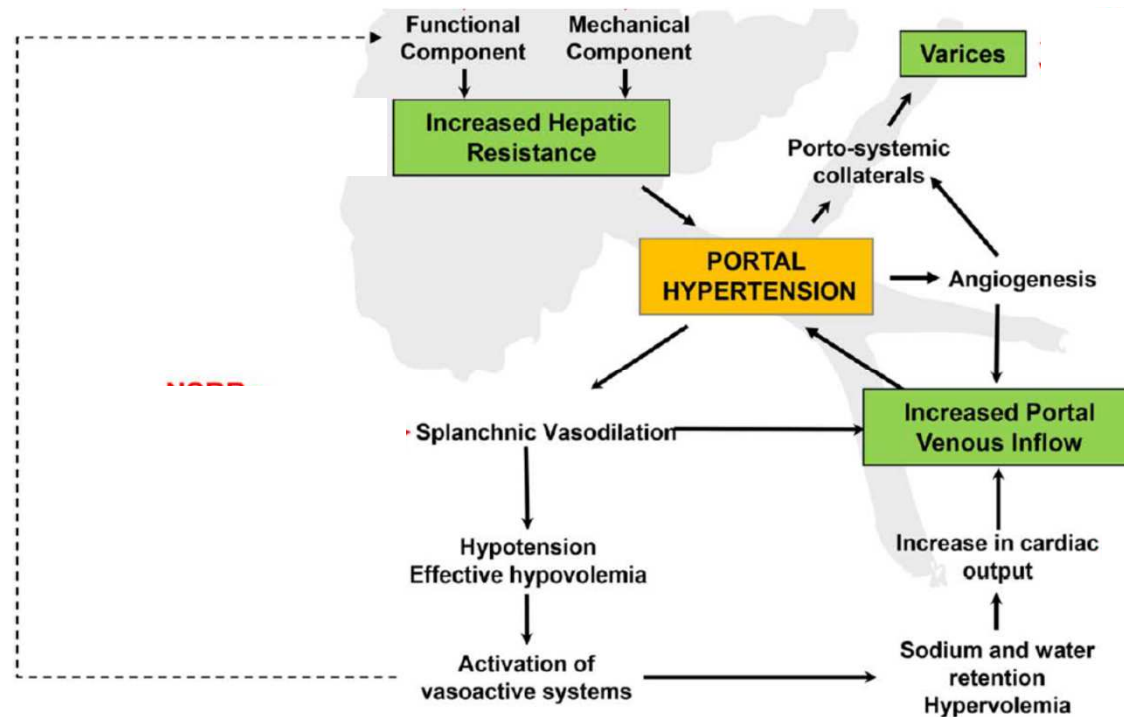 Functional
Component
Mechanical
Component
Varices
Increased Hepatic
Resistance
Porto-systemic
collaterals
PORTAL
HYPERTENSION
Angiogenesis
Splanchnic Vasodilation
Increased Portal
Venous Inflow
Hypotension
Effective hypovolemia
Increase in cardiac
output
Activation of
vasoactive systems
Sodium and water
retention
Hypervolemia